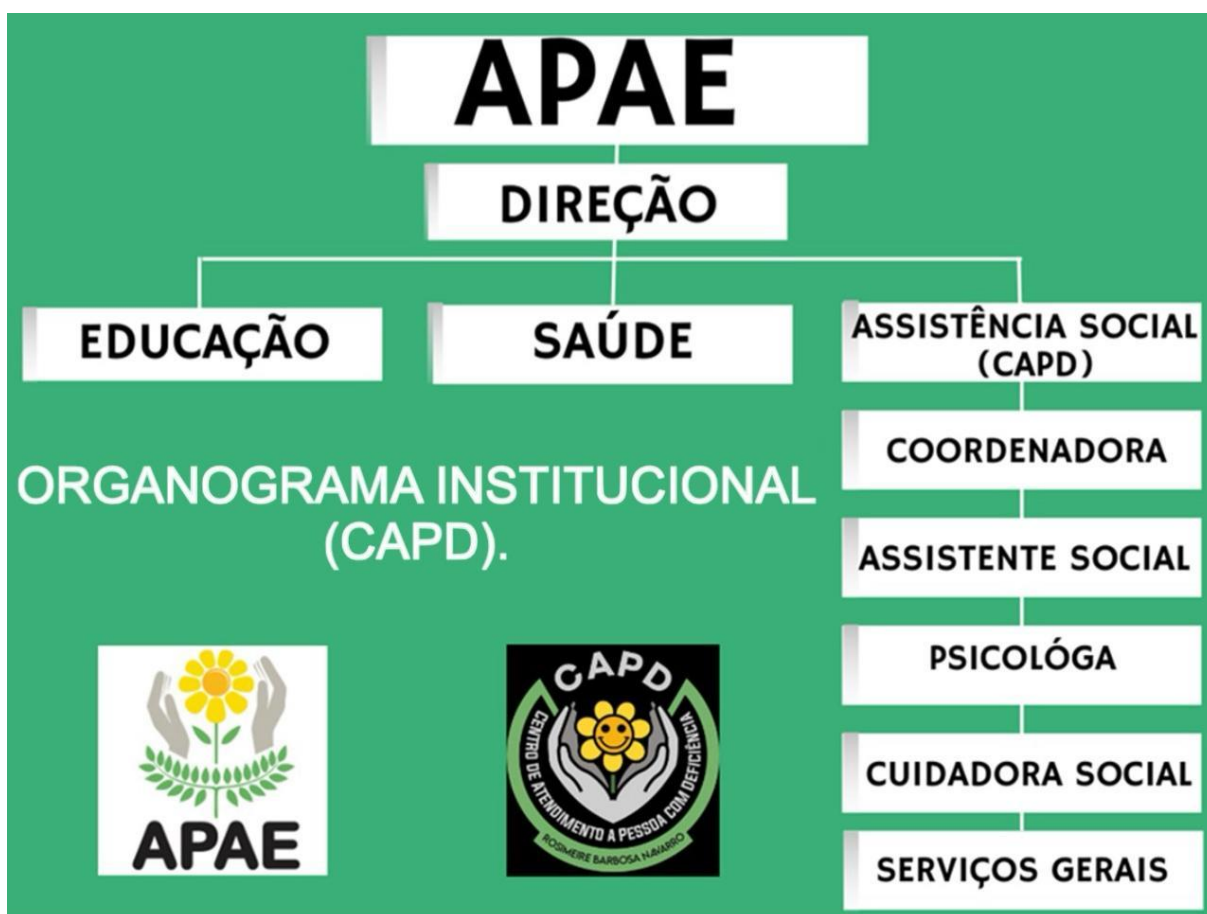 APAE
DIREÇÃO
EDUCAÇÃO
SAÚDE
ASSISTÊNCIA SOCIAL
(CAPD)
COORDENADORA
ASSISTENTE SOCIAL
PSICOLÓGA
CUIDADORA SOCIAL
SERVIÇOS GERAIS
ORGANOGRAMA INSTITUCIONAL
(CAPD).
APAE
CAPD
CENTRO DE ATENDIMENTO A PESSOA COM DEFICIÊNCIA
ROSIMEIRE BARBOSA NAVARRO